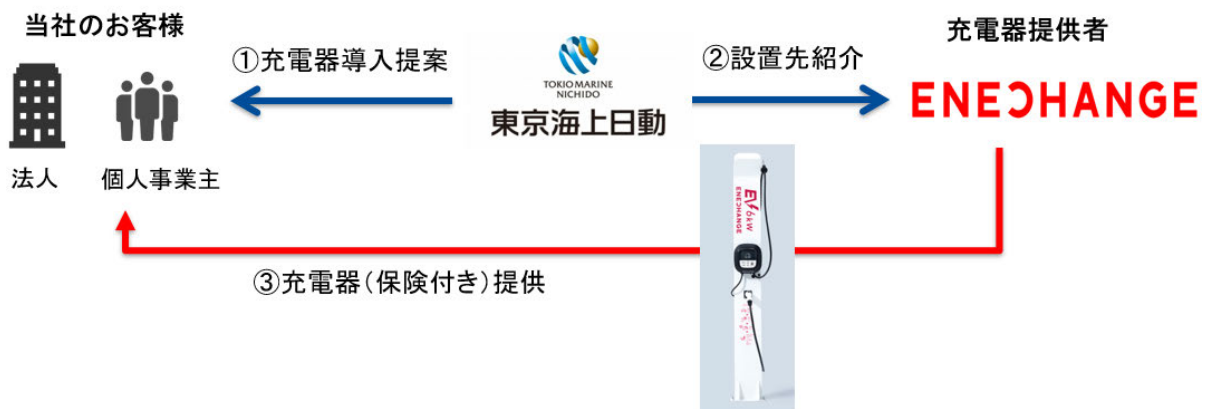 当社のお客様
充電器提供者
①充電器導入提案
②設置先紹介
TOKIO MARINE
NICHIDO
東京海上日動
ENECHANGE
法人
個人事業主
EV 6kW
ENECHANGE
③充電器（保険付き）提供